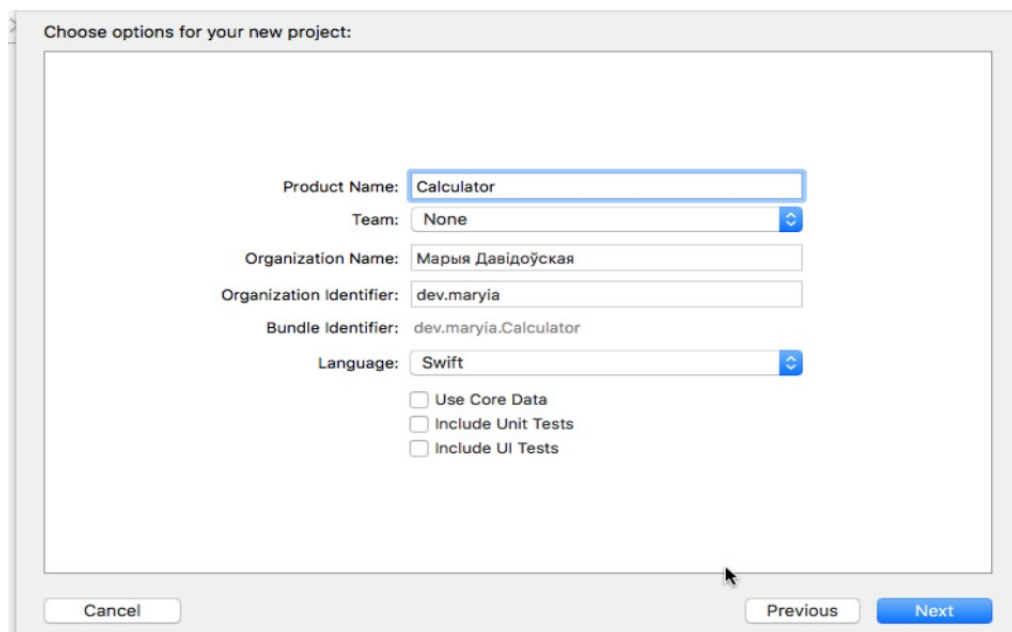 Choose options for your new project:
Product Name: Calculator
Team: None
Organization Name: Марыя Давідоўская
Organization Identifier: dev.maryia
Bundle Identifier: dev.maryia.Calculator
Language: Swift
Use Core Data
Include Unit Tests
Include UI Tests
Cancel Previous Next